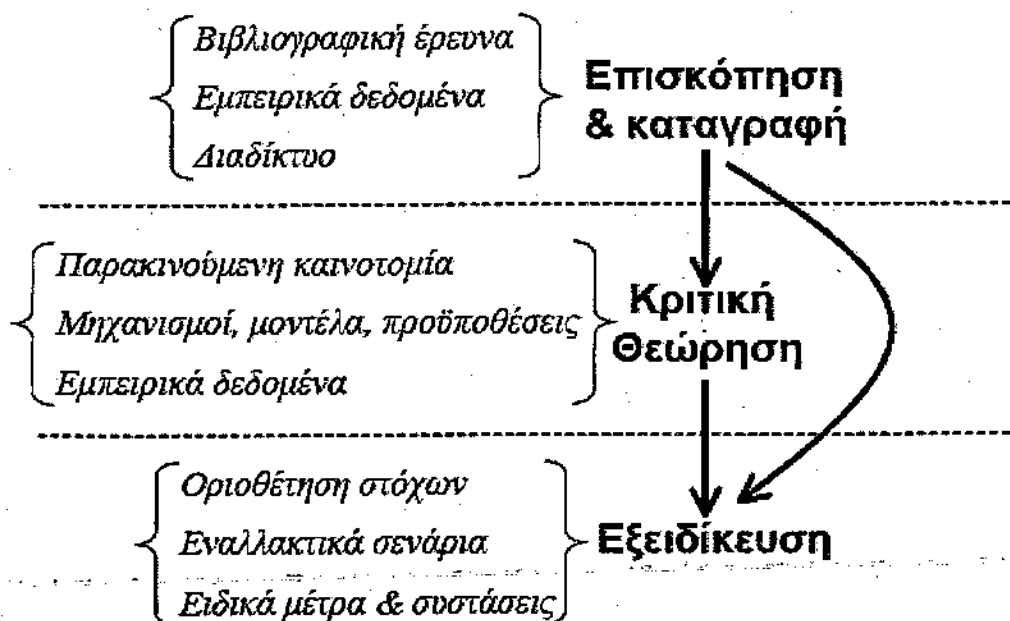 Βιβλιογραφική έρευνα
Εμπειρικά δεδομένα
Διαδίκτυο
Επισκόπηση
& καταγραφή
Παρακινούμενη καινοτομία
Μηχανισμοί, μοντέλα, προϋποθέσεις
Εμπειρικά δεδομένα
Κριτική
Θεώρηση
Οριοθέτηση στόχων
Εναλλακτικά σενάρια
Ειδικά μέτρα & συστάσεις
Εξειδίκευση